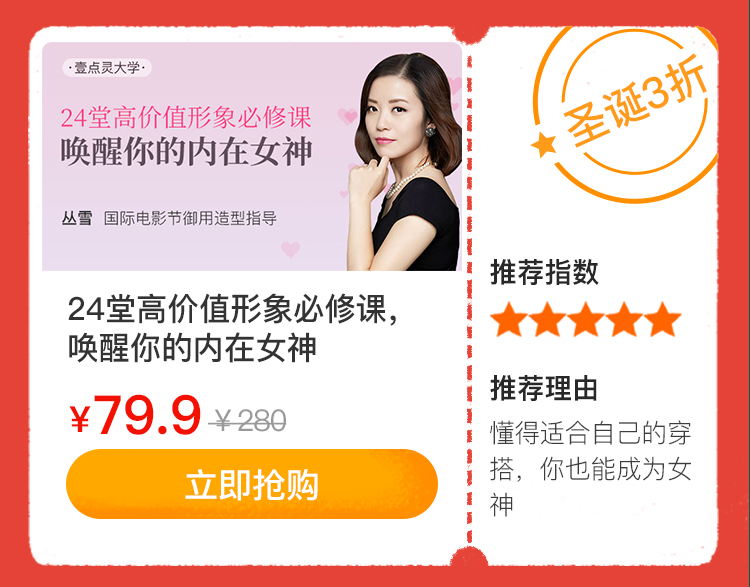 ·壹点灵大学·
24堂高价值形象必修课
唤醒你的内在女神
丛雪 国际电影节御用造型指导
24堂高价值形象必修课，
唤醒你的内在女神
¥79.9 ¥280
立即抢购
圣诞3折
推荐指数
推荐理由
懂得适合自己的穿
搭，你也能成为女
神